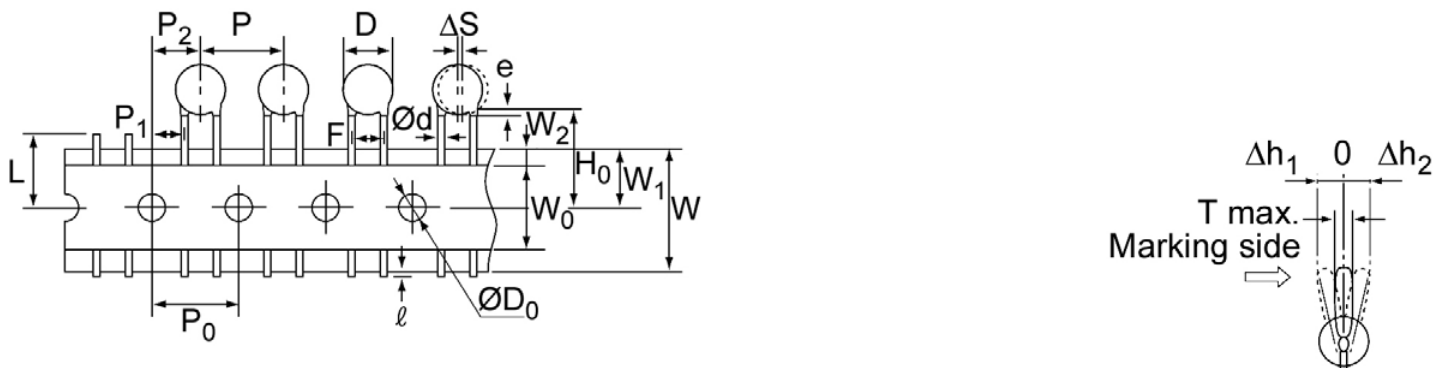 P2 P D ΔS
e
P1 F Ød W2
L H0 W1 W
W0
P0 ℓ ØD0
Δh1 0 Δh2
T max.
Marking side